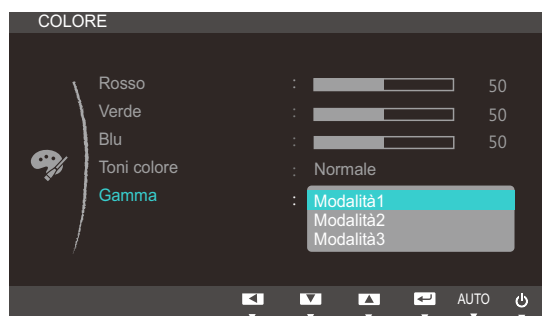 COLORE
Rosso : 50
Verde : 50
Blu : 50
Toni colore : Normale
Gamma : Modalità1
Modalità2
Modalità3
AUTO